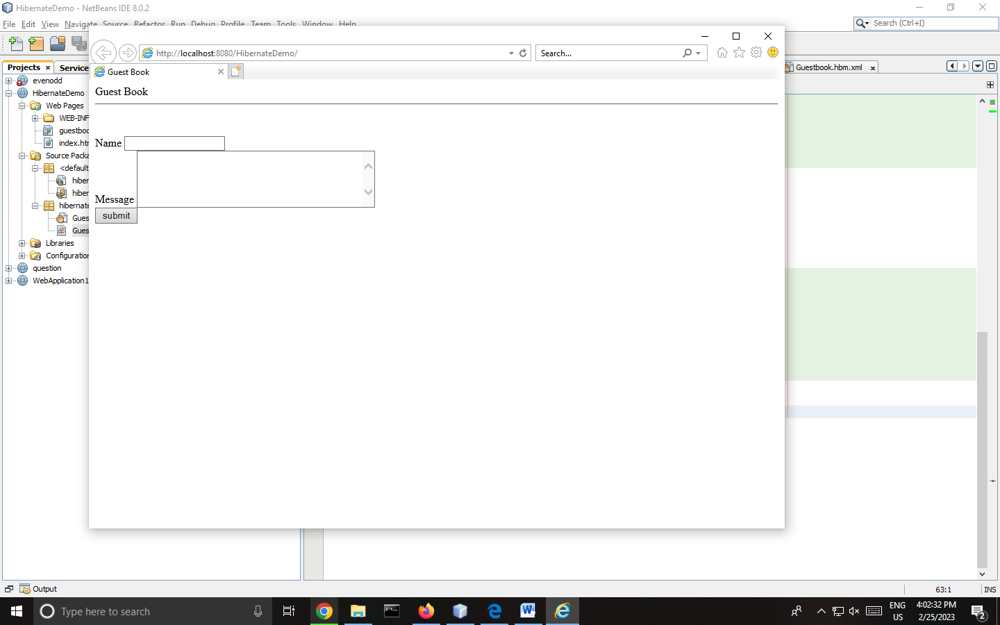 HibernateDemo - NetBeans IDE 8.0.2
File Edit View Navigate Source Refactor Run Debug Profile Team Tools Window Help
Search (Ctrl+I)
http://localhost:8080/HibernateDemo/
Search...
Projects
Service
Guest Book
Guestbook.hbm.xml
Guest Book
Name
Message
submit
evenodd
HibernateDemo
Web Pages
WEB-INF
guestboo
index.htm
Source Packa
<default
hiber
hiber
hibernate
Gues
Gues
Libraries
Configuration
question
WebApplication1
Output
63:1
INS
Type here to search
ENG
US
4:02:32 PM
2/25/2023
2